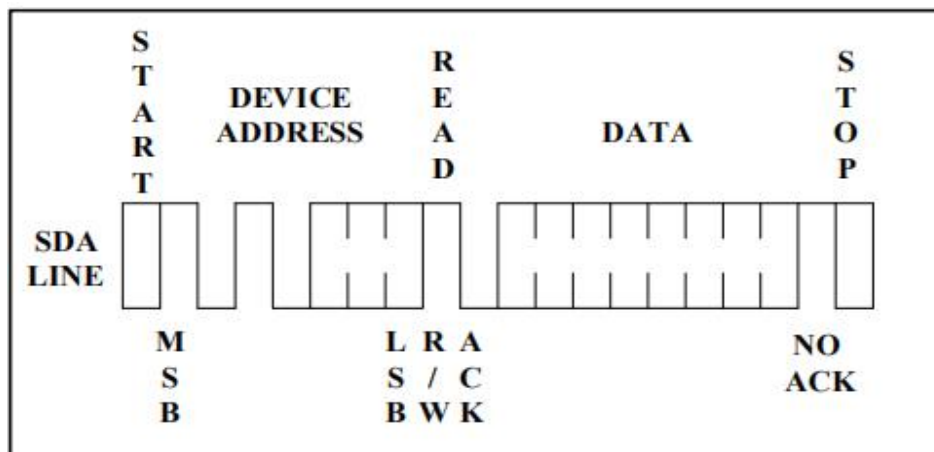 START
DEVICE
ADDRESS
READ
DATA
STOP
SDA
LINE
MSB
LSB
R/W
ACK
NO
ACK